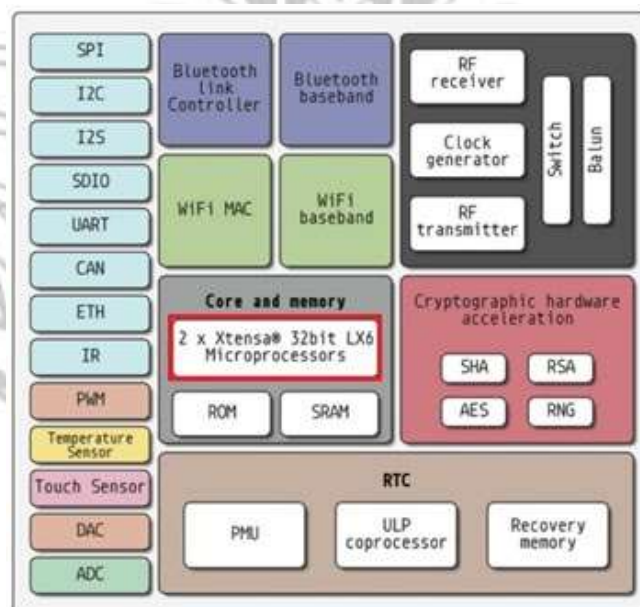 SPI
I2C
I2S
SDIO
UART
CAN
ETH
IR
PWM
Temperature
Sensor
Touch Sensor
DAC
ADC
Bluetooth
link
Controller
Bluetooth
baseband
WiFi MAC
WiFi
baseband
RF
receiver
Clock
generator
RF
transmitter
Switch
Balun
Core and memory
2 x Xtensa® 32bit LX6
Microprocessors
ROM
SRAM
Cryptographic hardware
acceleration
SHA
RSA
AES
RNG
RTC
PMU
ULP
coprocessor
Recovery
memory